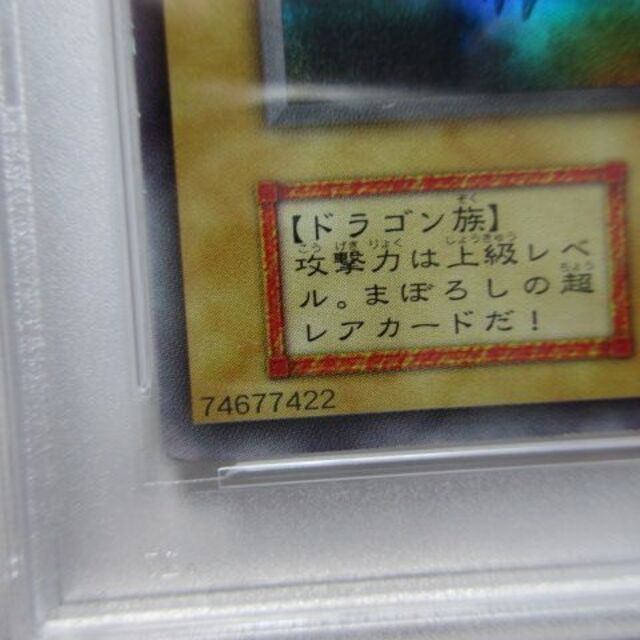 【ドラゴン族】
攻撃力は上級レベ
ル。まぼろしの超
レアカードだ！
74677422